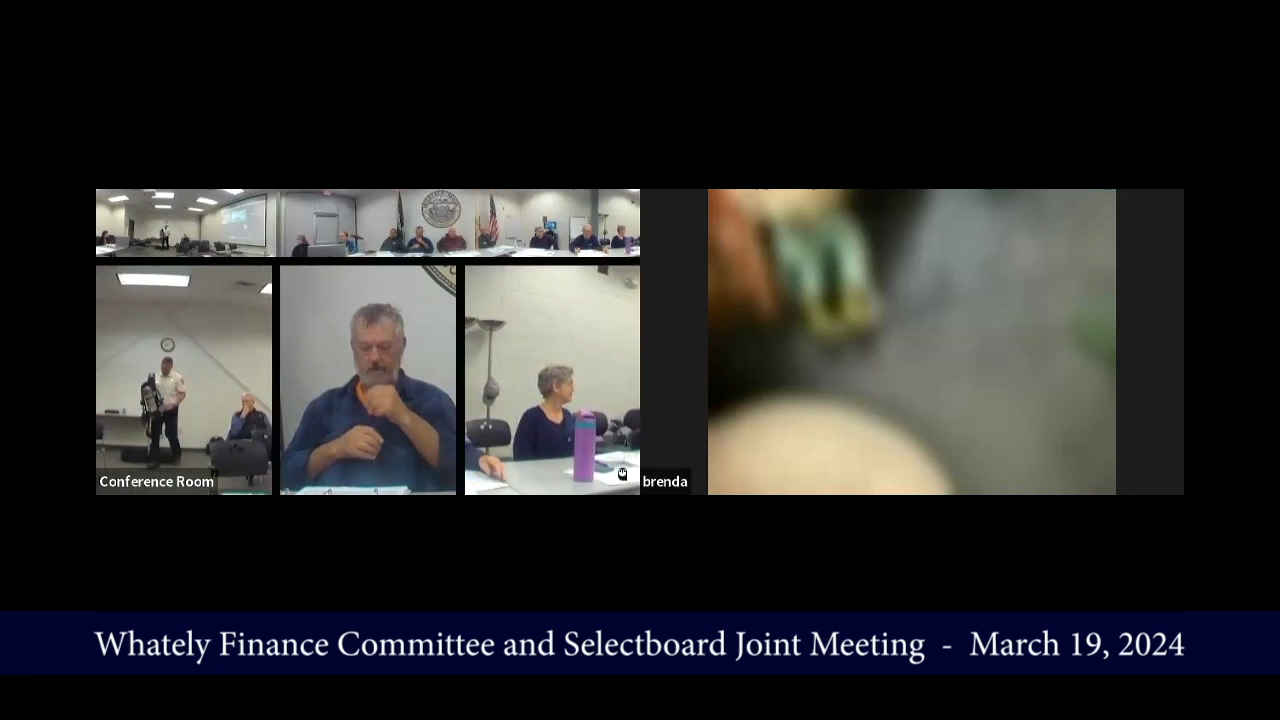 Conference Room
brenda
Whately Finance Committee and Selectboard Joint Meeting - March 19, 2024